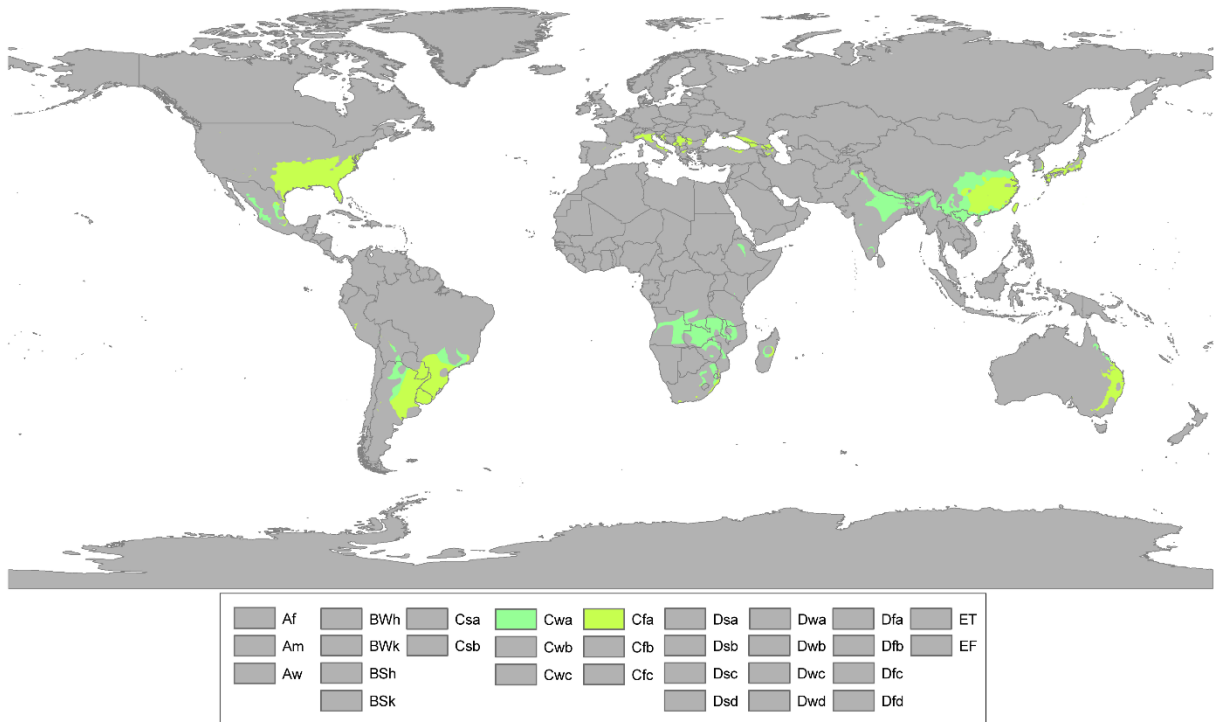 Af BWh Csa Cwa Cfa Dsa Dwa Dfa ET
Am BWk Csb Cwb Cfb Dsb Dwb Dfb EF
Aw BSh Cwc Cfc Dsc Dwc Dfc
BSk Dsd Dwd Dfd